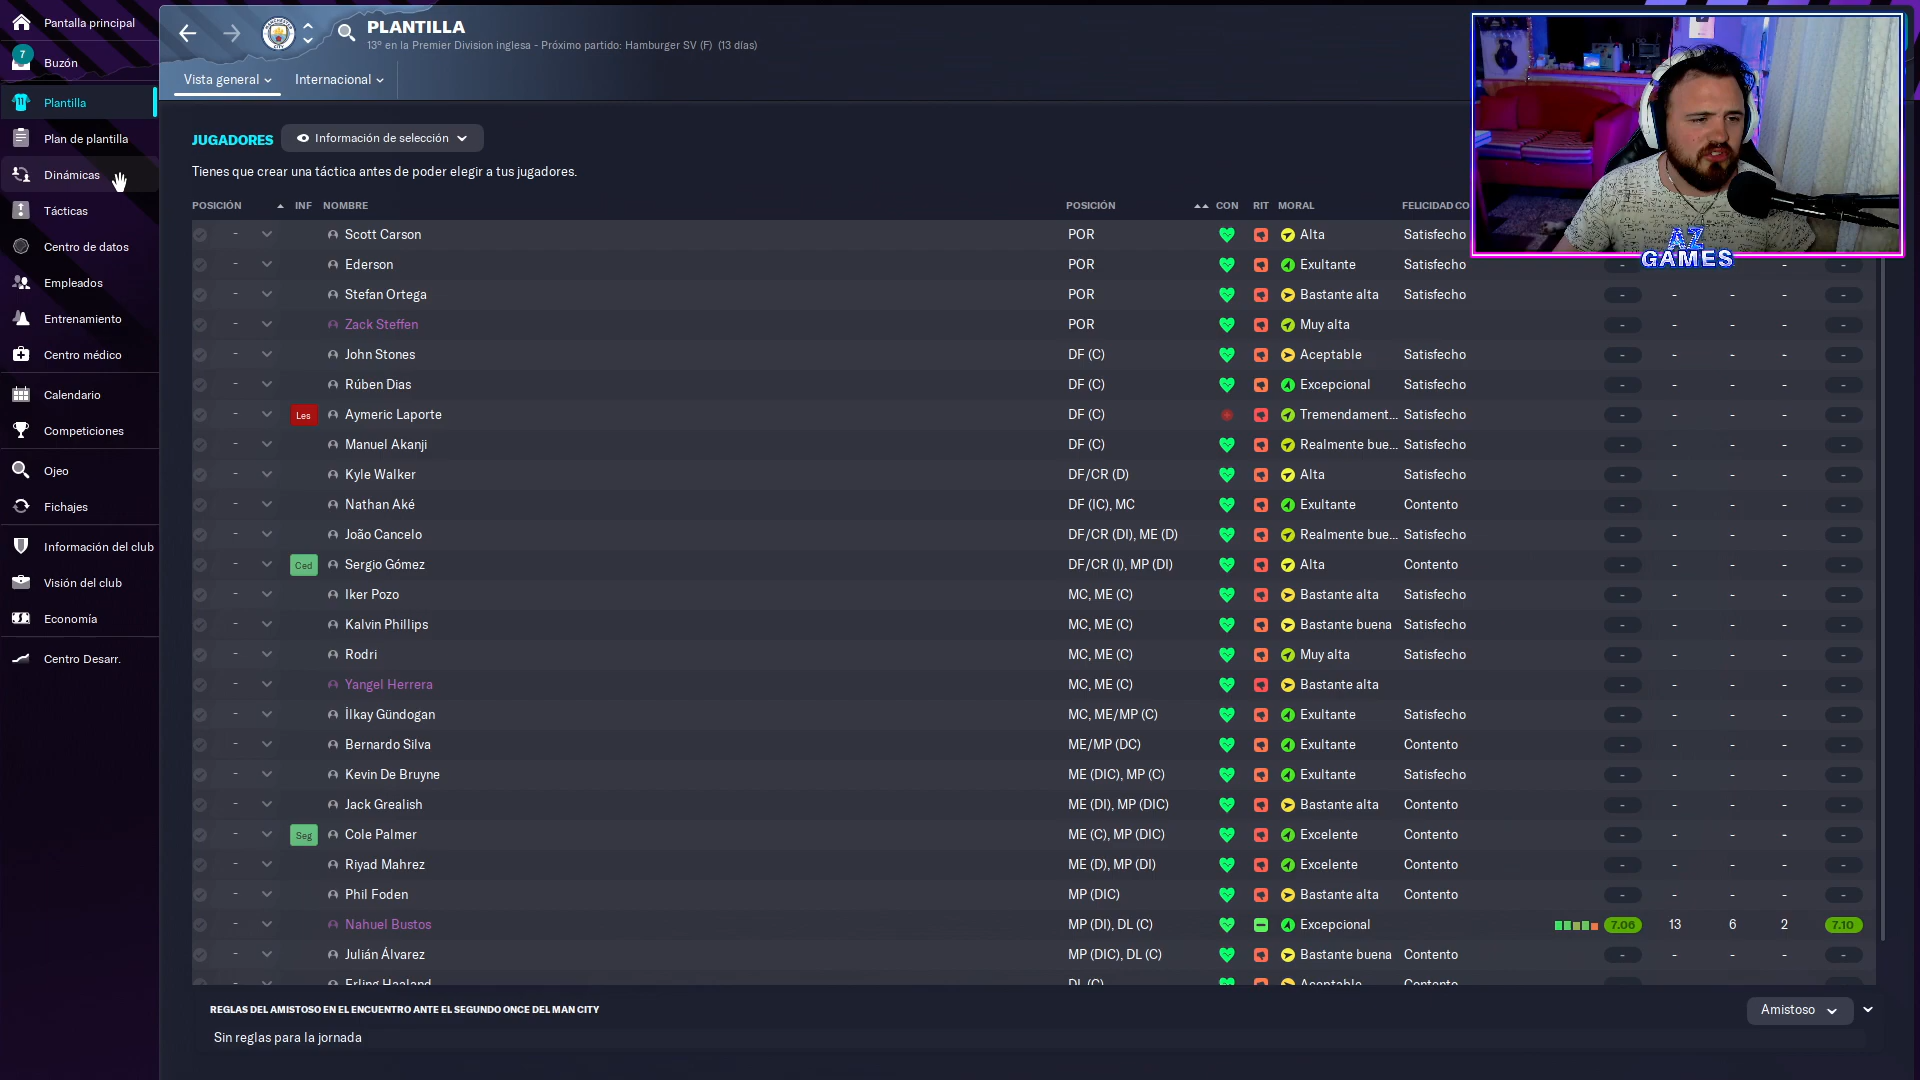 Pantalla principal
7
Buzón
Plantilla
Plan de plantilla
Dinámicas
Tácticas
Centro de datos
Empleados
Entrenamiento
Centro médico
Calendario
Competiciones
Ojeo
Fichajes
Información del club
Visión del club
Economía
Centro Desarr.
PLANTILLA
13º en la Premier Division inglesa - Próximo partido: Hamburger SV (F) (13 días)
Vista general
Internacional
JUGADORES
Información de selección
Tienes que crear una táctica antes de poder elegir a tus jugadores.
POSICIÓN INF NOMBRE POSICIÓN CON RIT MORAL FELICIDAD CO
- Scott Carson POR Alta Satisfecho
- Ederson POR Exultante Satisfecho - - - - -
- Stefan Ortega POR Bastante alta Satisfecho - - - - -
- Zack Steffen POR Muy alta - - - - -
- John Stones DF (C) Aceptable Satisfecho - - - - -
- Rúben Dias DF (C) Excepcional Satisfecho - - - - -
- Les Aymeric Laporte DF (C) Tremendament... Satisfecho - - - - -
- Manuel Akanji DF (C) Realmente bue... Satisfecho - - - - -
- Kyle Walker DF/CR (D) Alta Satisfecho - - - - -
- Nathan Aké DF (IC), MC Exultante Contento - - - - -
- João Cancelo DF/CR (DI), ME (D) Realmente bue... Satisfecho - - - - -
- Ced Sergio Gómez DF/CR (I), MP (DI) Alta Contento - - - - -
- Iker Pozo MC, ME (C) Bastante alta Satisfecho - - - - -
- Kalvin Phillips MC, ME (C) Bastante buena Satisfecho - - - - -
- Rodri MC, ME (C) Muy alta Satisfecho - - - - -
- Yangel Herrera MC, ME (C) Bastante alta - - - - -
- İlkay Gündogan MC, ME/MP (C) Exultante Satisfecho - - - - -
- Bernardo Silva ME/MP (DC) Exultante Contento - - - - -
- Kevin De Bruyne ME (DIC), MP (C) Exultante Satisfecho - - - - -
- Jack Grealish ME (DI), MP (DIC) Bastante alta Contento - - - - -
- Seg Cole Palmer ME (C), MP (DIC) Excelente Contento - - - - -
- Riyad Mahrez ME (D), MP (DI) Excelente Contento - - - - -
- Phil Foden MP (DIC) Bastante alta Contento - - - - -
- Nahuel Bustos MP (DI), DL (C) Excepcional 7.06 13 6 2 7.10
- Julián Álvarez MP (DIC), DL (C) Bastante buena Contento - - - - -
Erling Haaland DL (C) Aceptable Contento
REGLAS DEL AMISTOSO EN EL ENCUENTRO ANTE EL SEGUNDO ONCE DEL MAN CITY
Amistoso
Sin reglas para la jornada
AZ
GAMES